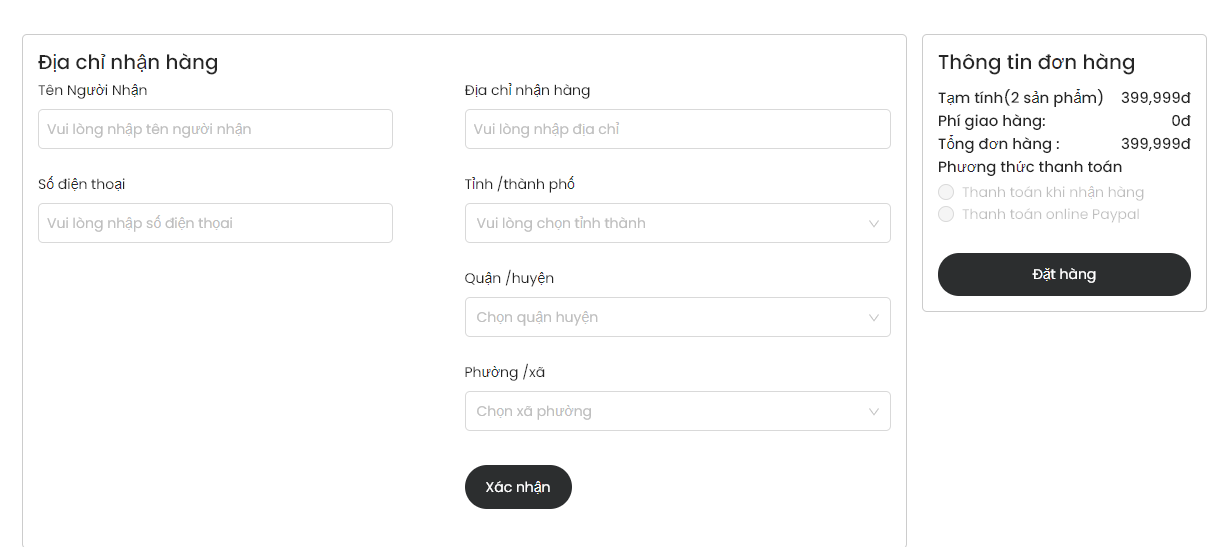 Địa chỉ nhận hàng
Tên Người Nhận
Vui lòng nhập tên người nhận
Số điện thoại
Vui lòng nhập số điện thọai
Địa chỉ nhận hàng
Vui lòng nhập địa chỉ
Tỉnh /thành phố
Vui lòng chọn tỉnh thành
Quận /huyện
Chọn quận huyện
Phường /xã
Chọn xã phường
Xác nhận
Thông tin đơn hàng
Tạm tính(2 sản phẩm) 399,999đ
Phí giao hàng: 0đ
Tổng đơn hàng : 399,999đ
Phương thức thanh toán
Thanh toán khi nhận hàng
Thanh toán online Paypal
Đặt hàng